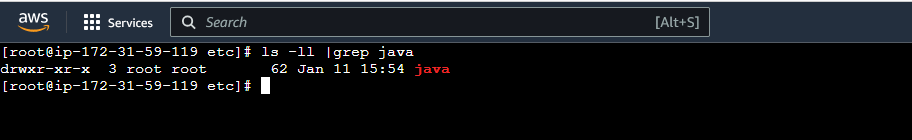 aws Services Search [Alt+S]
[root@ip-172-31-59-119 etc]# ls -ll |grep java
drwxr-xr-x  3 root root       62 Jan 11 15:54 java
[root@ip-172-31-59-119 etc]#